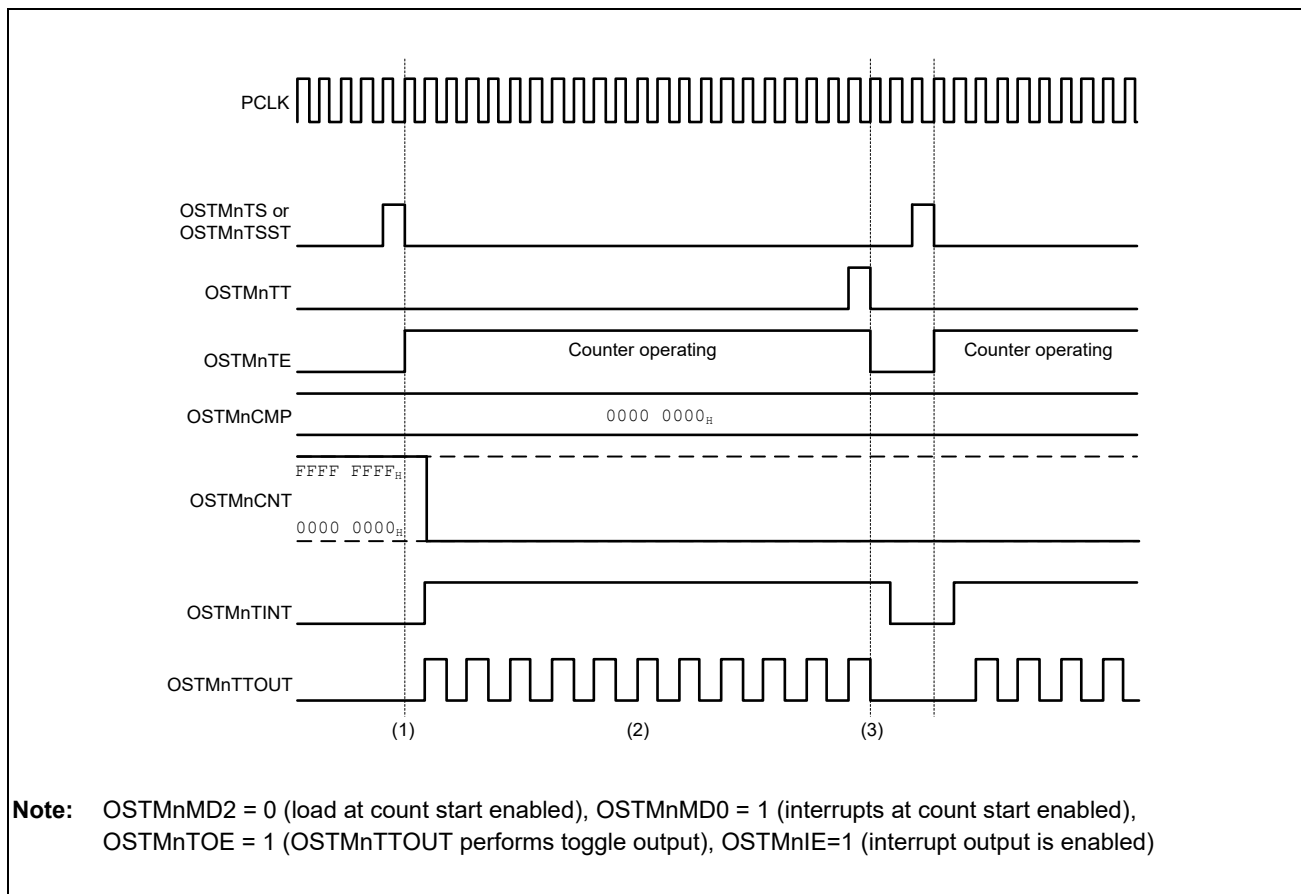 PCLK
OSTMnTS or
OSTMnTSST
OSTMnTT
OSTMnTE
Counter operating
Counter operating
OSTMnCMP
0000 0000H
FFFF FFFFH
OSTMnCNT
0000 0000H
OSTMnTINT
OSTMnTTOUT
(1)
(2)
(3)
Note: OSTMnMD2 = 0 (load at count start enabled), OSTMnMD0 = 1 (interrupts at count start enabled),
OSTMnTOE = 1 (OSTMnTTOUT performs toggle output), OSTMnIE=1 (interrupt output is enabled)